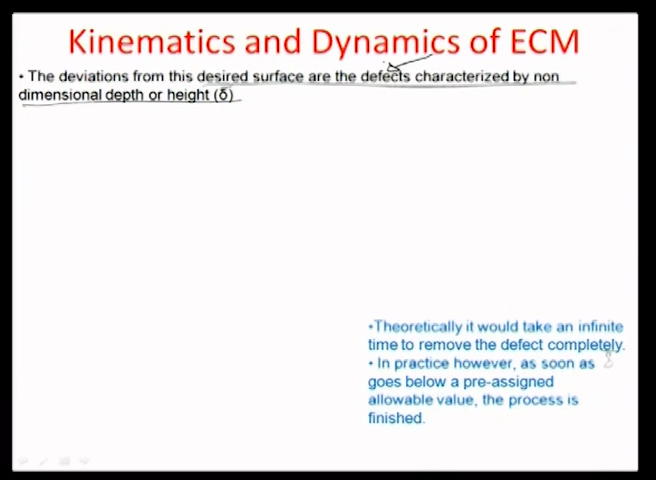 Kinematics and Dynamics of ECM
• The deviations from this desired surface are the defects characterized by non
dimensional depth or height (δ)
•Theoretically it would take an infinite
time to remove the defect completely.
• In practice however, as soon as δ
goes below a pre-assigned
allowable value, the process is
finished.